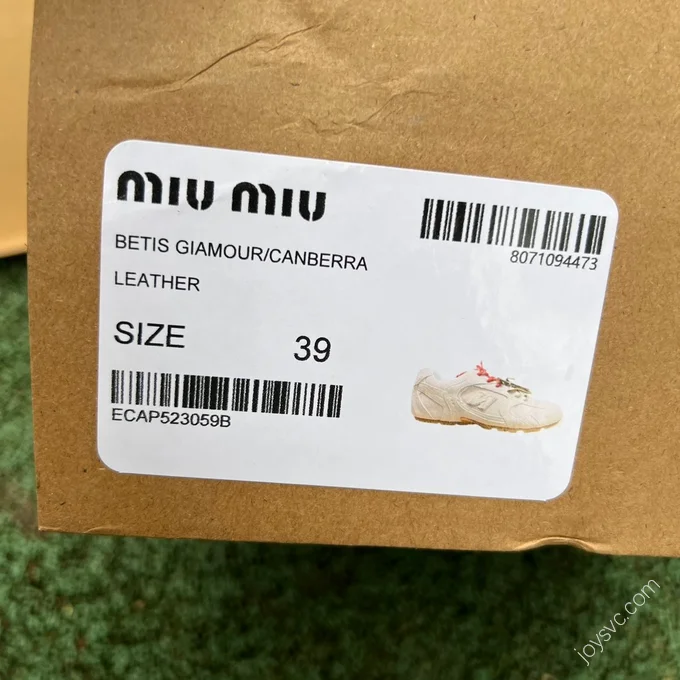 miu miu
BETIS GIAMOUR/CANBERRA
LEATHER
SIZE 39
ECAP523059B
8071094473
joysvc.com